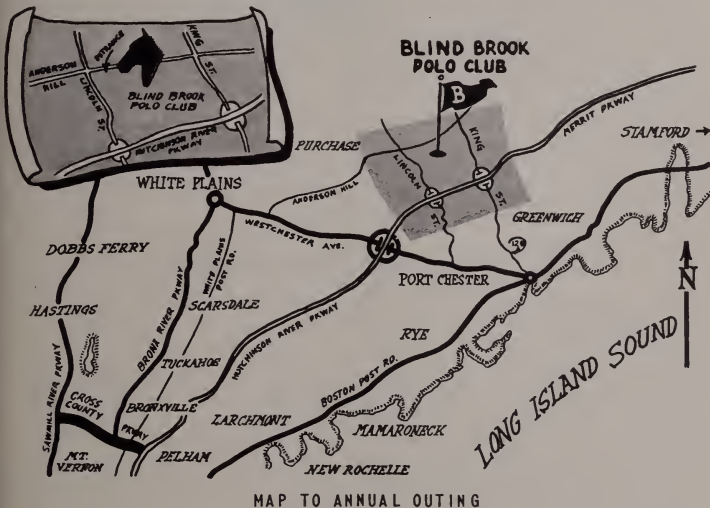 ENTRANCE
ANDERSON
HILL
LINCOLN ST.
KING
ST.
BLIND BROOK
POLO CLUB
HUTCHINSON RIVER
PKWAY
BLIND BROOK
POLO CLUB
B
MERRIT PKWAY
STAMFORD →
PURCHASE
LINCOLN
ST.
KING
ST.
ANDERSON HILL
WHITE PLAINS
GREENWICH
WESTCHESTER AVE.
120
DOBBS FERRY
WHITE PLAINS
POST RD.
PORT CHESTER
N
BRONX RIVER PKWAY
SCARSDALE
HUTCHINSON RIVER PKWAY
HASTINGS
RYE
TUCKAHOE
BOSTON POST RD.
LONG ISLAND SOUND
SAWMILL RIVER PKWAY
CROSS
COUNTY
PKWAY
BRONXVILLE
LARCHMONT
MAMARONECK
MT.
VERNON
PELHAM
NEW ROCHELLE
MAP TO ANNUAL OUTING